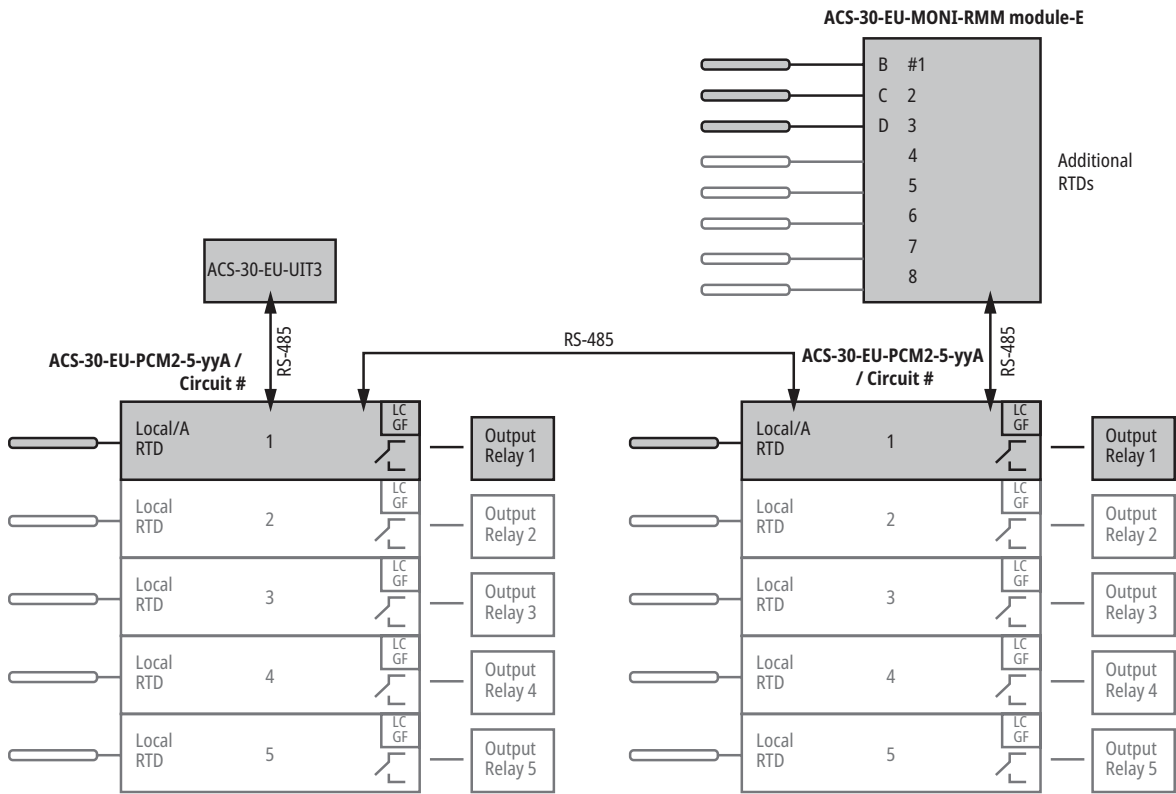 ACS-30-EU-MONI-RMM module-E
B #1
C 2
D 3
4
5
6
7
8
Additional
RTDs
ACS-30-EU-UIT3
RS-485
RS-485
RS-485
ACS-30-EU-PCM2-5-yyA /
Circuit #
Local/A
RTD
1
LC
GF
Output
Relay 1
Local
RTD
2
LC
GF
Output
Relay 2
Local
RTD
3
LC
GF
Output
Relay 3
Local
RTD
4
LC
GF
Output
Relay 4
Local
RTD
5
LC
GF
Output
Relay 5
ACS-30-EU-PCM2-5-yyA
/ Circuit #
Local/A
RTD
1
LC
GF
Output
Relay 1
Local
RTD
2
LC
GF
Output
Relay 2
Local
RTD
3
LC
GF
Output
Relay 3
Local
RTD
4
LC
GF
Output
Relay 4
Local
RTD
5
LC
GF
Output
Relay 5